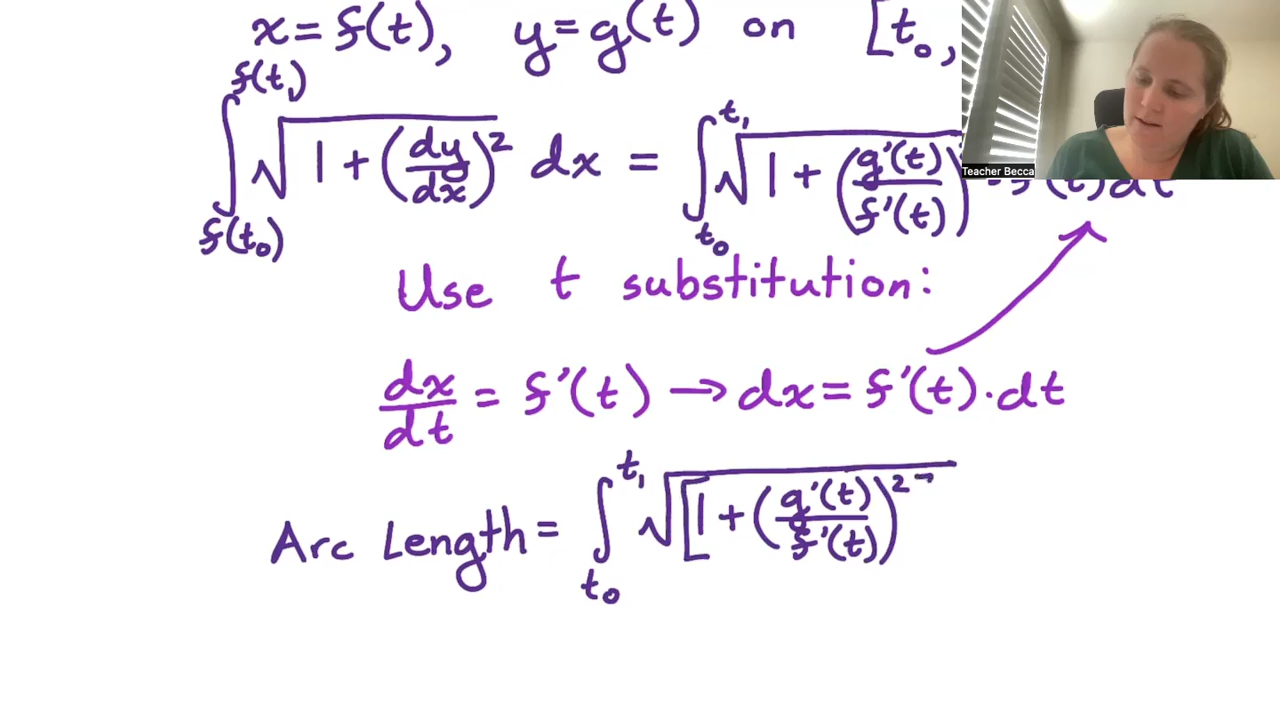 x=f(t), y=g(t) on [t₀,
∫_{f(t₀)}^{f(t₁)} √(1+(dy/dx)²) dx = ∫_{t₀}^{t₁} √(1+(g'(t)/f'(t)) f'(t)dt
Teacher Becca
Use t substitution:
dx/dt = f'(t) → dx=f'(t)·dt
Arc Length = ∫_{t₀}^{t₁} √([1+(g'(t)/f'(t))²